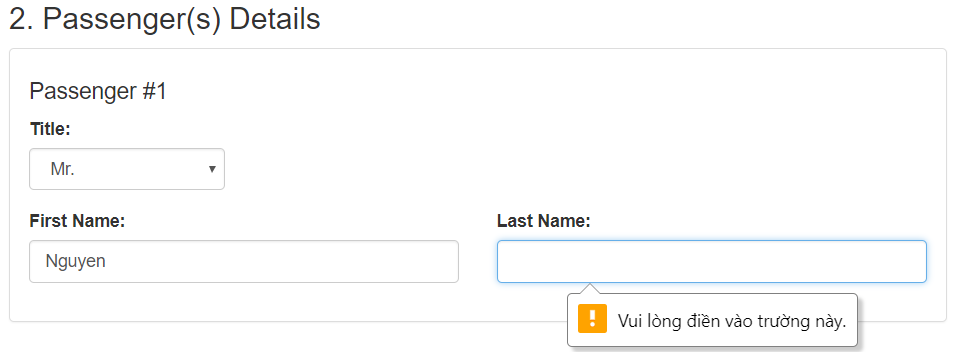 2. Passenger(s) Details
Passenger #1
Title:
Mr.
First Name:
Last Name:
Nguyen
Vui lòng điền vào trường này.